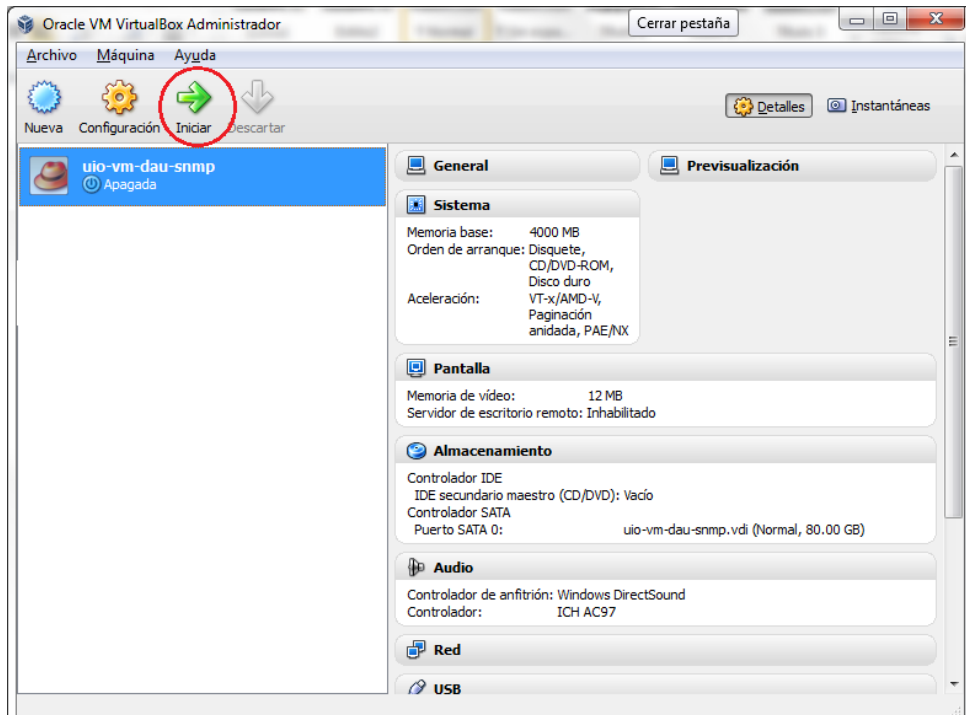 Oracle VM VirtualBox Administrador
Cerrar pestaña
Archivo Máquina Ayuda
Nueva Configuración Iniciar Descartar
Detalles Instantáneas
uio-vm-dau-snmp
Apagada
General
Previsualización
Sistema
Memoria base: 4000 MB
Orden de arranque: Disquete,
CD/DVD-ROM,
Disco duro
Aceleración: VT-x/AMD-V,
Paginación
anidada, PAE/NX
Pantalla
Memoria de vídeo: 12 MB
Servidor de escritorio remoto: Inhabilitado
Almacenamiento
Controlador IDE
IDE secundario maestro (CD/DVD): Vacío
Controlador SATA
Puerto SATA 0: uio-vm-dau-snmp.vdi (Normal, 80.00 GB)
Audio
Controlador de anfitrión: Windows DirectSound
Controlador: ICH AC97
Red
USB